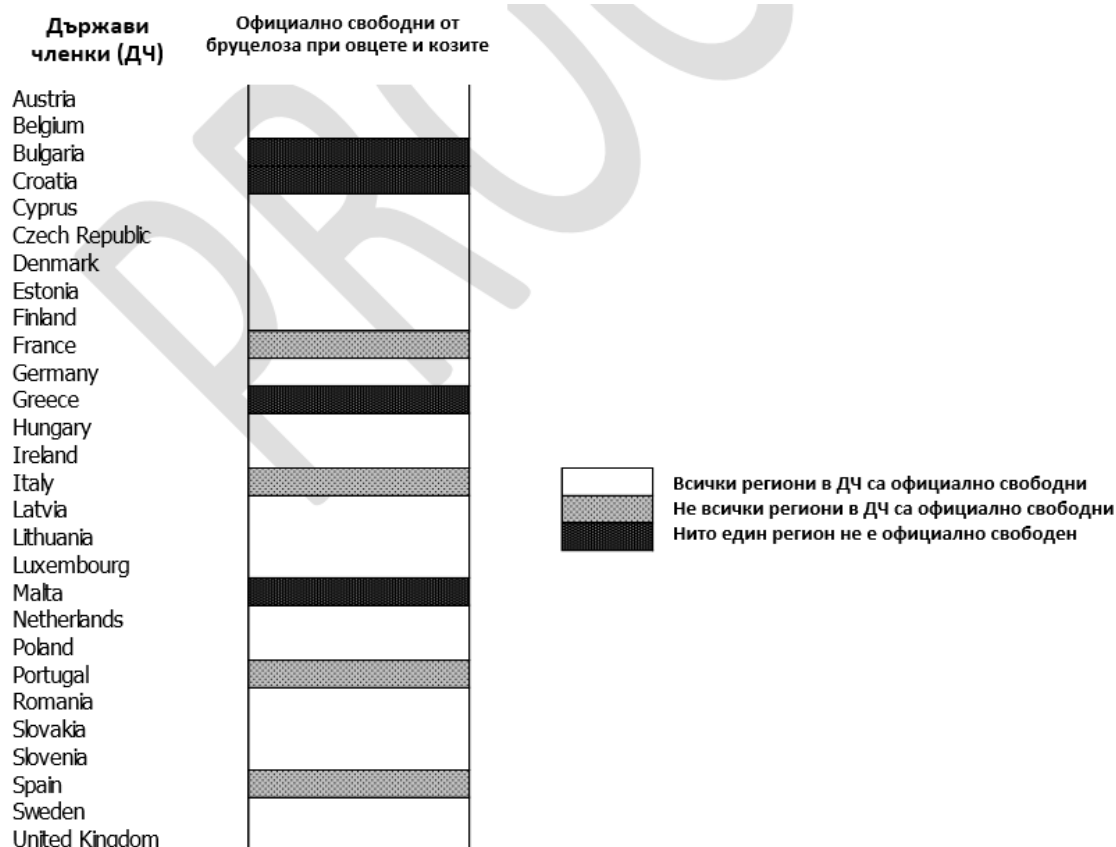 Държави
членки (ДЧ)
Официално свободни от
бруцелоза при овцете и козите
Austria
Belgium
Bulgaria
Croatia
Cyprus
Czech Republic
Denmark
Estonia
Finland
France
Germany
Greece
Hungary
Ireland
Italy
Latvia
Lithuania
Luxembourg
Malta
Netherlands
Poland
Portugal
Romania
Slovakia
Slovenia
Spain
Sweden
United Kingdom
Всички региони в ДЧ са официално свободни
Не всички региони в ДЧ са официално свободни
Нито един регион не е официално свободен